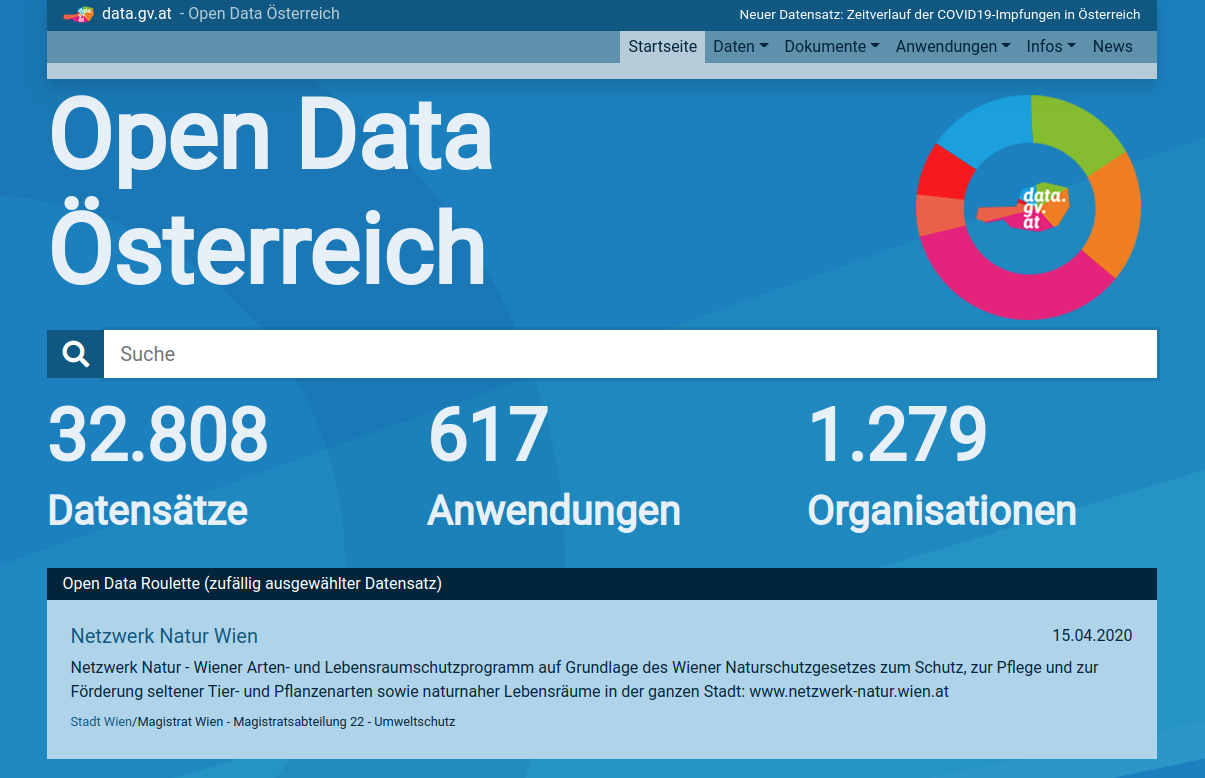 data.gv.at - Open Data Österreich
Neuer Datensatz: Zeitverlauf der COVID19-Impfungen in Österreich
Startseite Daten Dokumente Anwendungen Infos News
Open Data
Österreich
data.
gv.
at
Suche
32.808
Datensätze
617
Anwendungen
1.279
Organisationen
Open Data Roulette (zufällig ausgewählter Datensatz)
Netzwerk Natur Wien
15.04.2020
Netzwerk Natur - Wiener Arten- und Lebensraumschutzprogramm auf Grundlage des Wiener Naturschutzgesetzes zum Schutz, zur Pflege und zur
Förderung seltener Tier- und Pflanzenarten sowie naturnaher Lebensräume in der ganzen Stadt: www.netzwerk-natur.wien.at
Stadt Wien/Magistrat Wien - Magistratsabteilung 22 - Umweltschutz